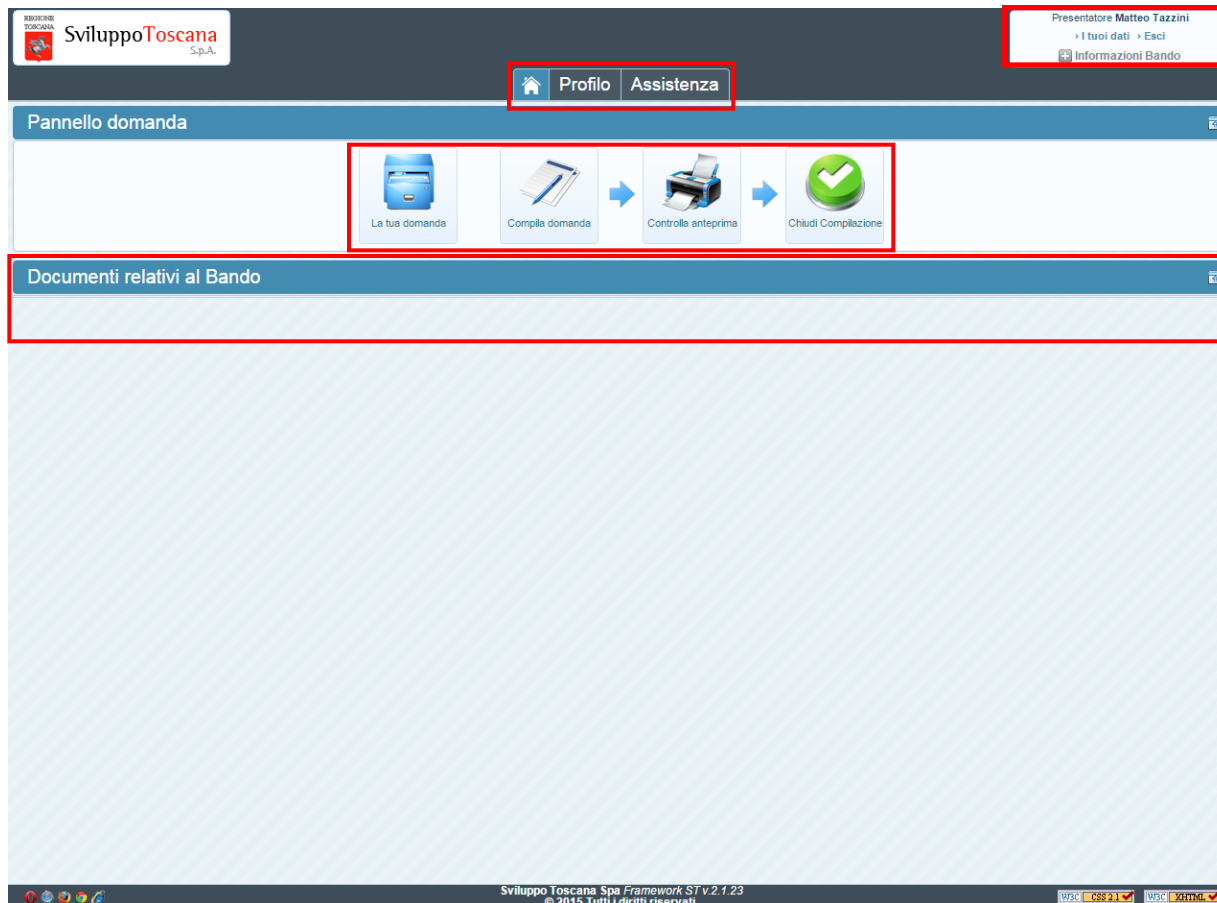 REGIONE
TOSCANA
SviluppoToscana
S.p.A.
Presentatore Matteo Tazzini
› I tuoi dati › Esci
Informazioni Bando
Profilo Assistenza
Pannello domanda
La tua domanda
Compila domanda
Controlla anteprima
Chiudi Compilazione
Documenti relativi al Bando
Sviluppo Toscana Spa Framework ST v.2.1.23
© 2015 Tutti i diritti riservati
W3C CSS 2.1
W3C XHTML